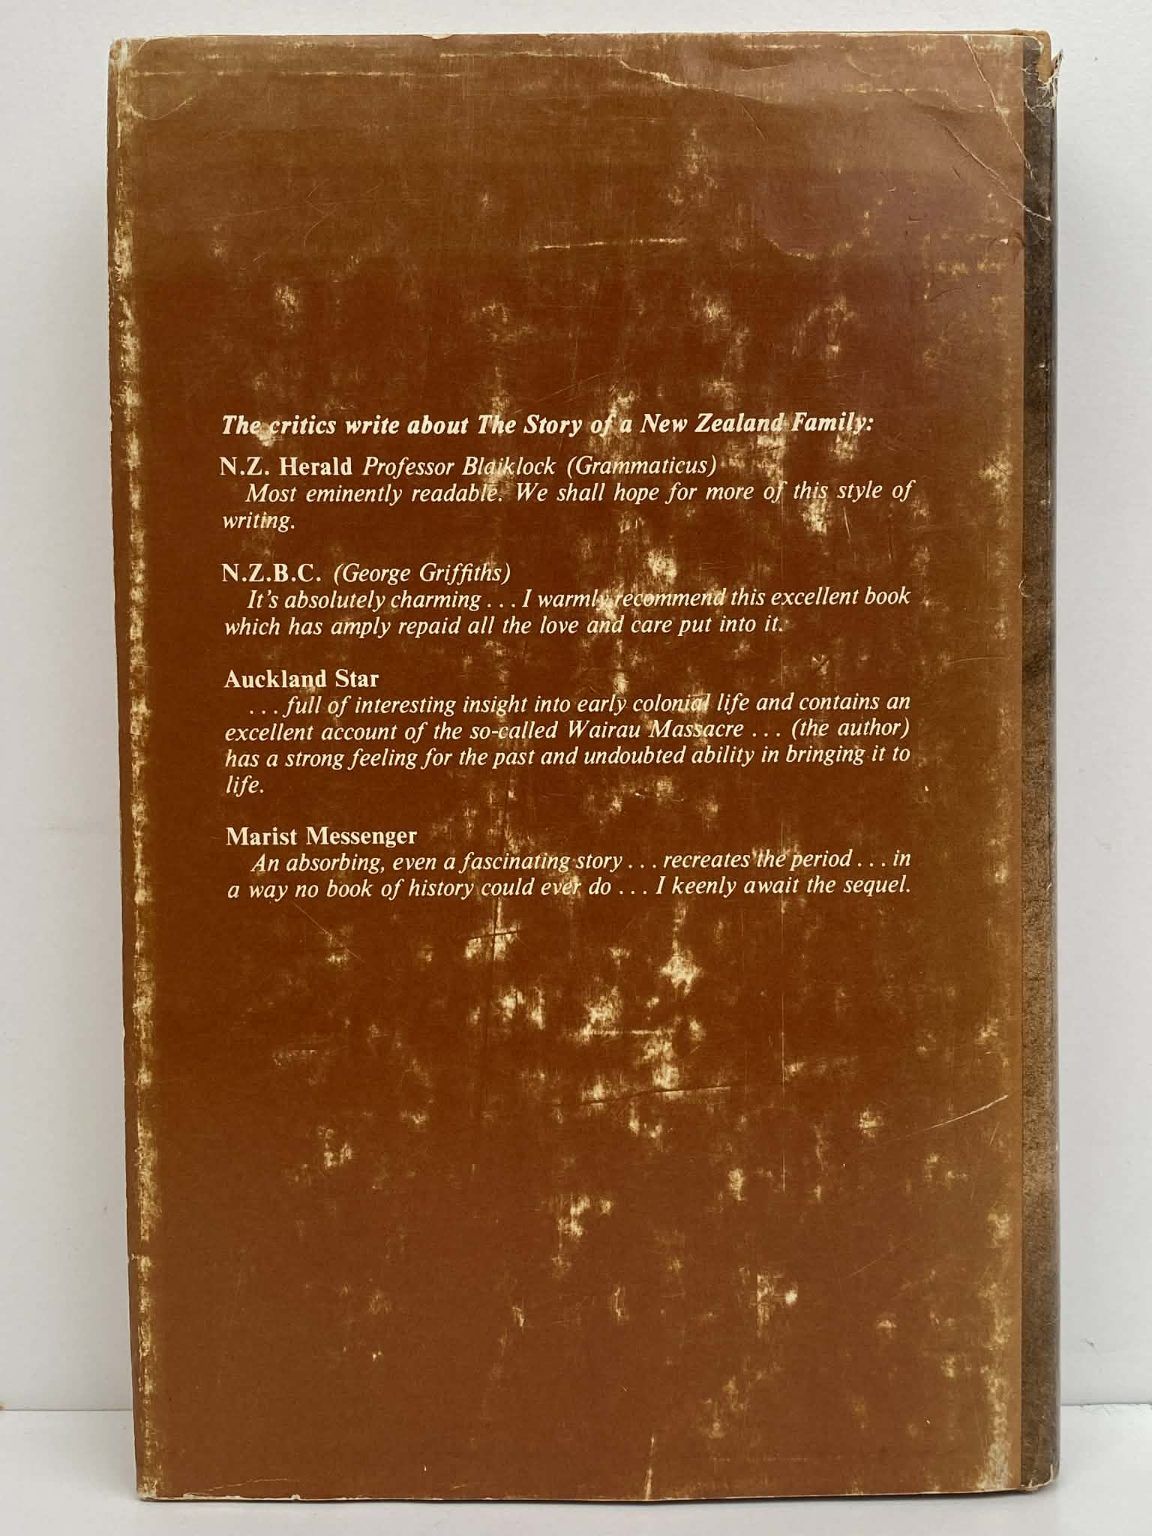 The critics write about The Story of a New Zealand Family:
N.Z. Herald Professor Blaiklock (Grammaticus)
Most eminently readable. We shall hope for more of this style of
writing.
N.Z.B.C. (George Griffiths)
It's absolutely charming . . . I warmly recommend this excellent book
which has amply repaid all the love and care put into it.
Auckland Star
. . . full of interesting insight into early colonial life and contains an
excellent account of the so-called Wairau Massacre . . . (the author)
has a strong feeling for the past and undoubted ability in bringing it to
life.
Marist Messenger
An absorbing, even a fascinating story . . . recreates the period . . . in
a way no book of history could ever do . . . I keenly await the sequel.